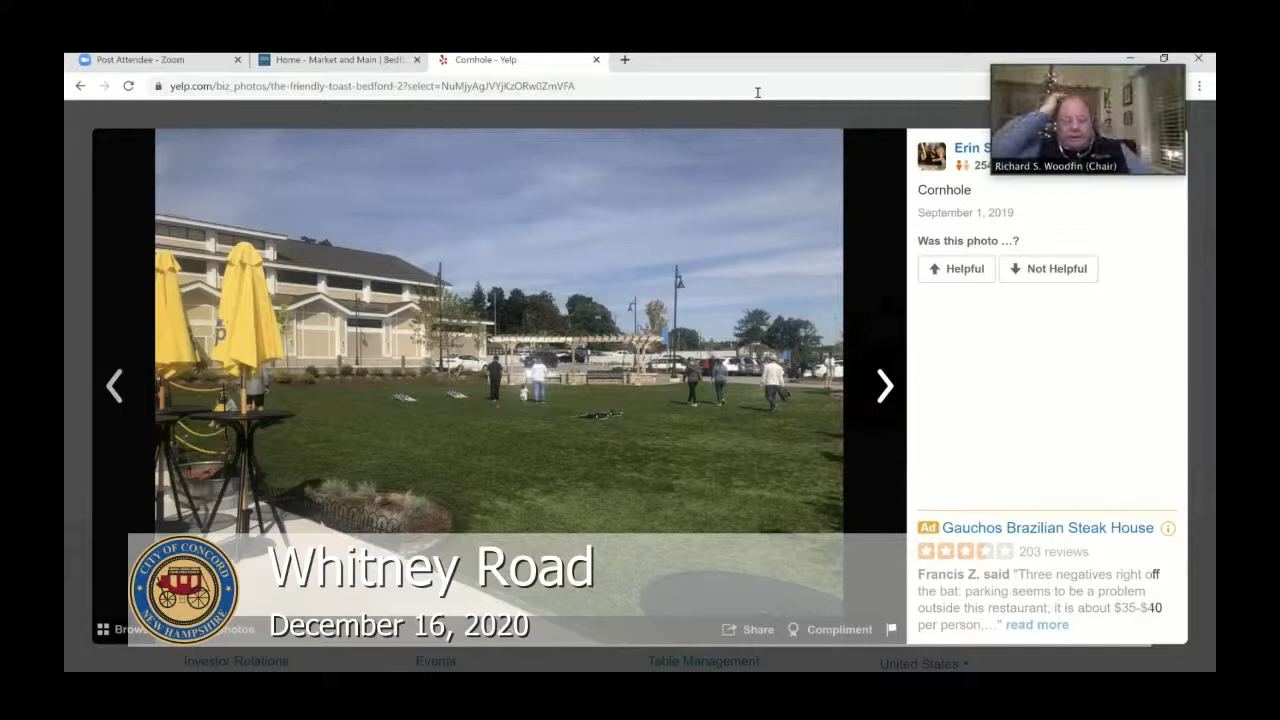 Post Attendee - Zoom
Home - Market and Main | Bedf
Cornhole - Yelp
yelp.com/biz_photos/the-friendly-toast-bedford-2?select=NuMjyAgJVYjKzORw0ZmVFA
Richard S. Woodfin (Chair)
Erin S
254
Cornhole
September 1, 2019
Was this photo ...?
Helpful
Not Helpful
Ad Gauchos Brazilian Steak House
203 reviews
Francis Z. said "Three negatives right off
the bat: parking seems to be a problem
outside this restaurant; it is about $35-$40
per person,..." read more
CITY OF CONCORD
NEW HAMPSHIRE
Whitney Road
December 16, 2020
Share
Compliment
Investor Relations
Events
Table Management
United States